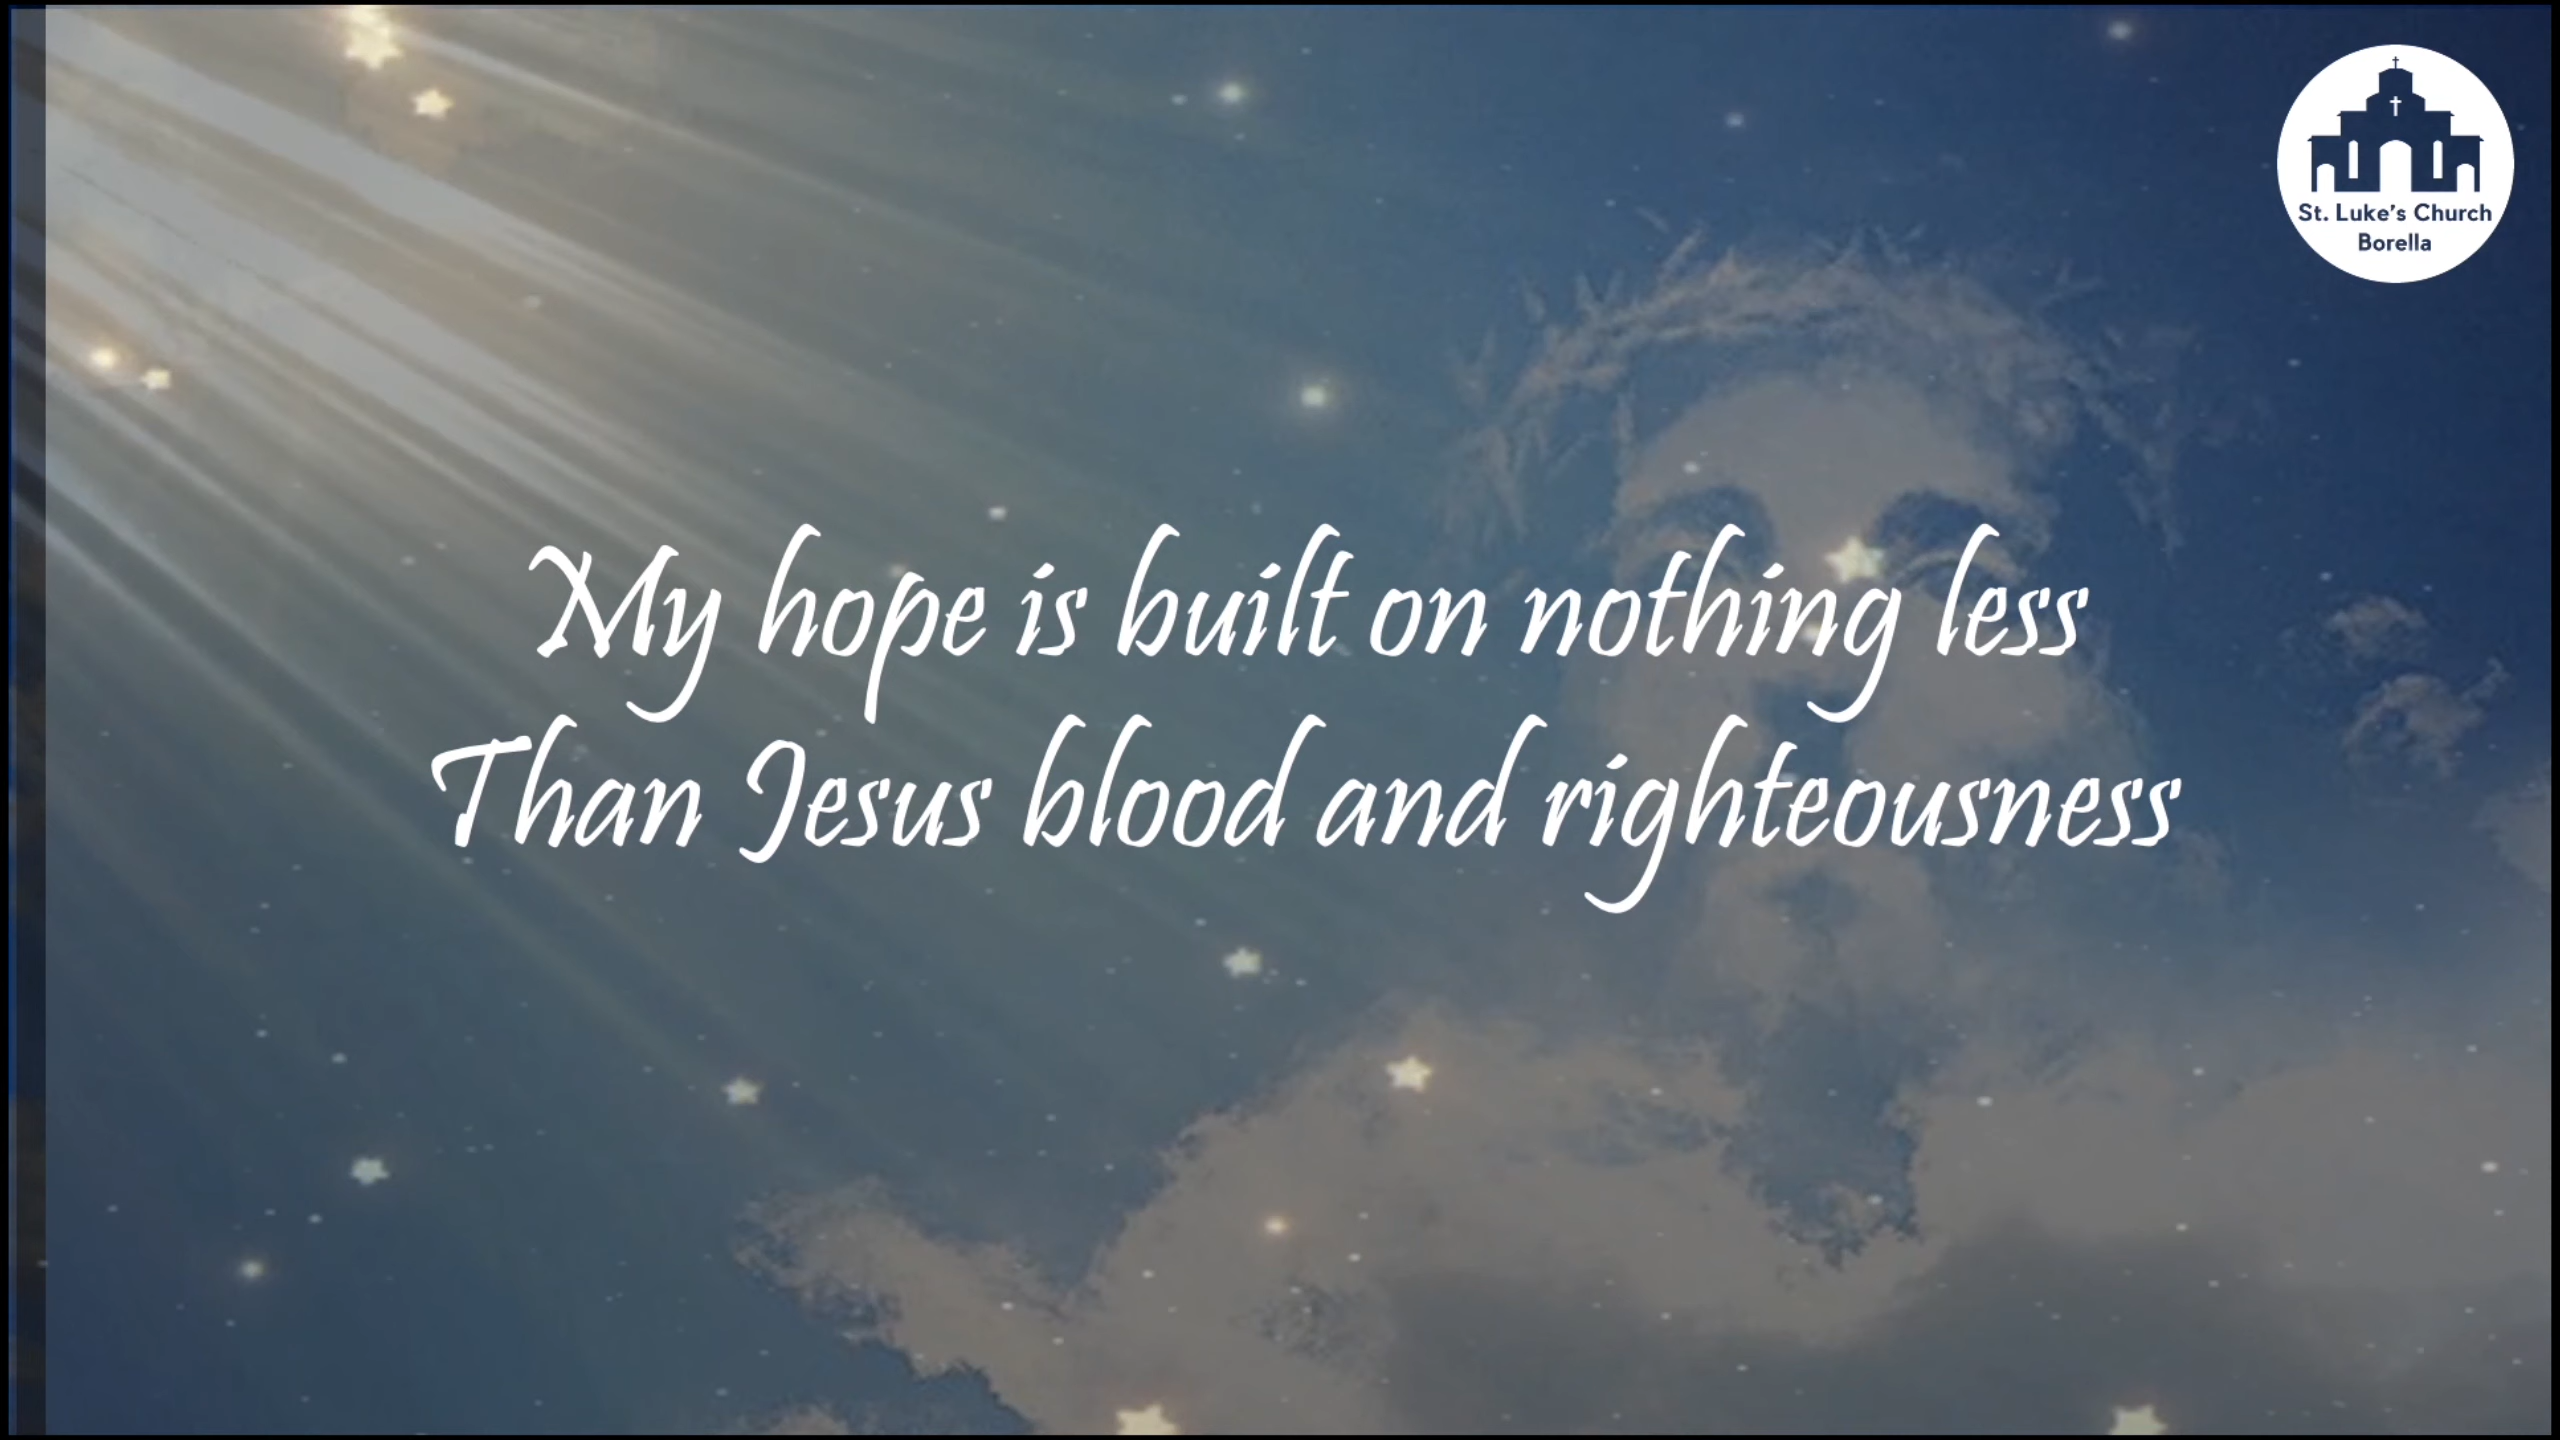 St. Luke's Church
Borella
My hope is built on nothing less
Than Jesus blood and righteousness